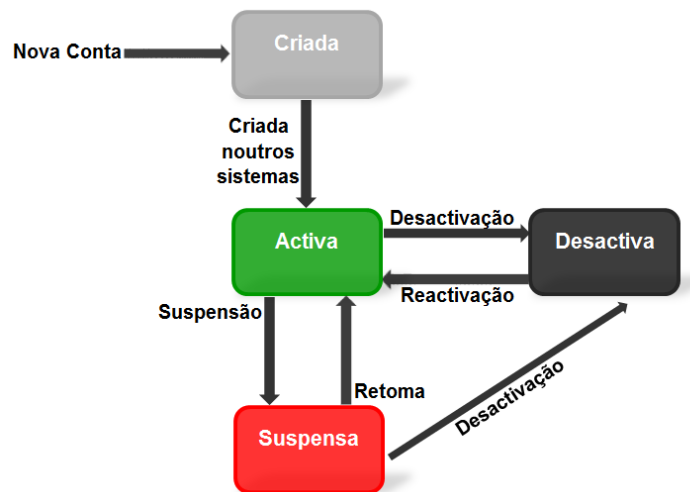 Criada
Nova Conta
Criada
noutros
sistemas
Activa
Desactivação
Desactiva
Reactivação
Suspensão
Retoma
Desactivação
Suspensa